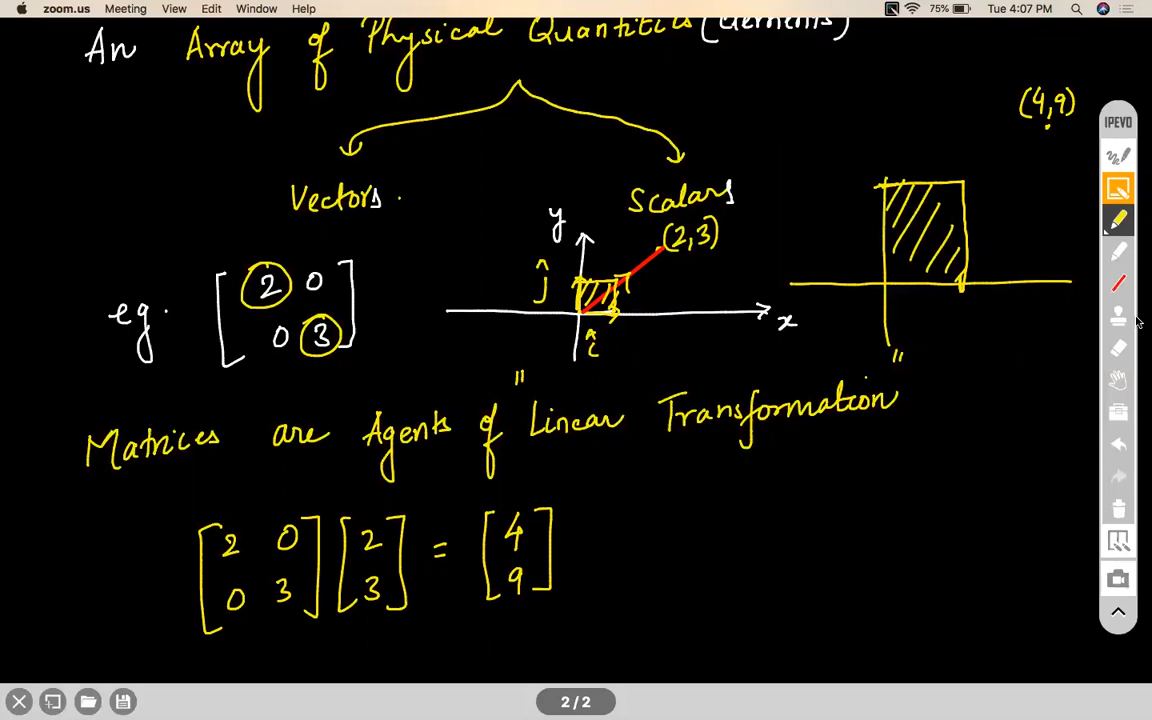 zoom.us Meeting View Edit Window Help 75% Tue 4:07 PM
An Array of Physical Quantitis (Elements)
(4,9)
IPEVO
Vectors.
Scalars
y
(2,3)
ĵ
eg.
[2 0
0 3]
x
î
Matrices are Agents of "Linear Transformation"
[2 0
0 3] [2
3] = [4
9]
2/2